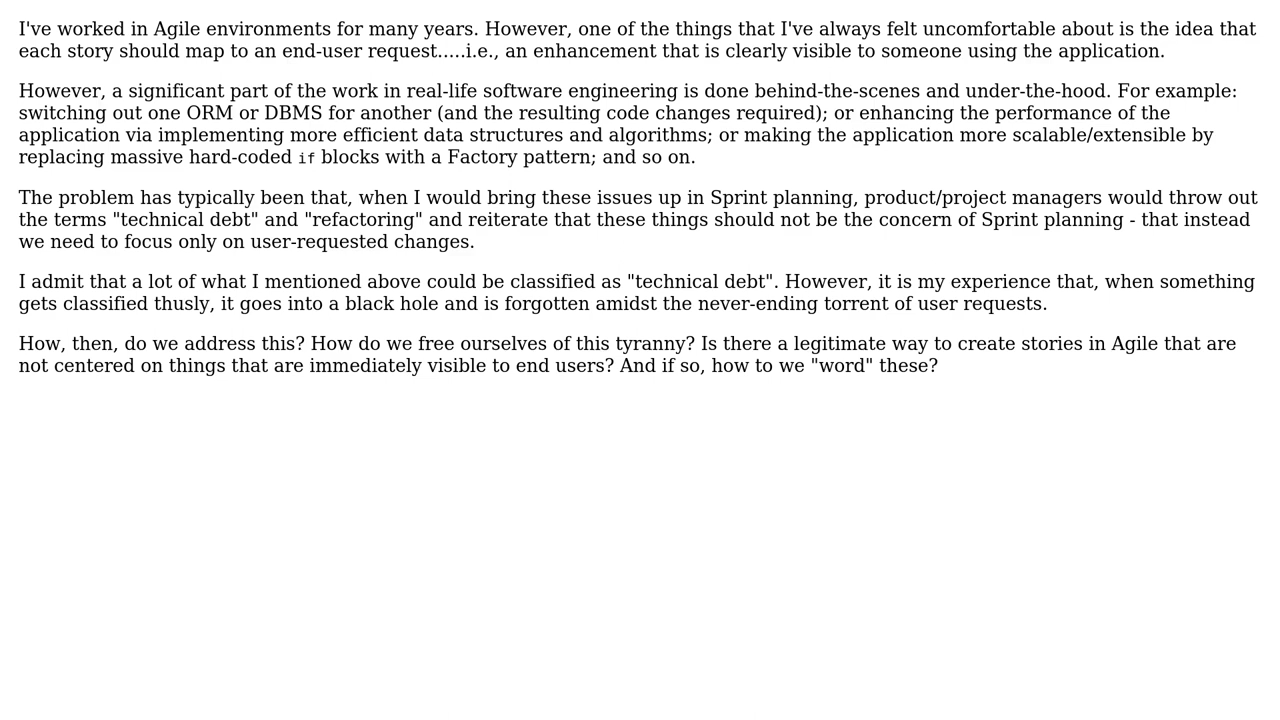 I've worked in Agile environments for many years. However, one of the things that I've always felt uncomfortable about is the idea that
each story should map to an end-user request.....i.e., an enhancement that is clearly visible to someone using the application.
However, a significant part of the work in real-life software engineering is done behind-the-scenes and under-the-hood. For example:
switching out one ORM or DBMS for another (and the resulting code changes required); or enhancing the performance of the
application via implementing more efficient data structures and algorithms; or making the application more scalable/extensible by
replacing massive hard-coded if blocks with a Factory pattern; and so on.
The problem has typically been that, when I would bring these issues up in Sprint planning, product/project managers would throw out
the terms "technical debt" and "refactoring" and reiterate that these things should not be the concern of Sprint planning - that instead
we need to focus only on user-requested changes.
I admit that a lot of what I mentioned above could be classified as "technical debt". However, it is my experience that, when something
gets classified thusly, it goes into a black hole and is forgotten amidst the never-ending torrent of user requests.
How, then, do we address this? How do we free ourselves of this tyranny? Is there a legitimate way to create stories in Agile that are
not centered on things that are immediately visible to end users? And if so, how to we "word" these?